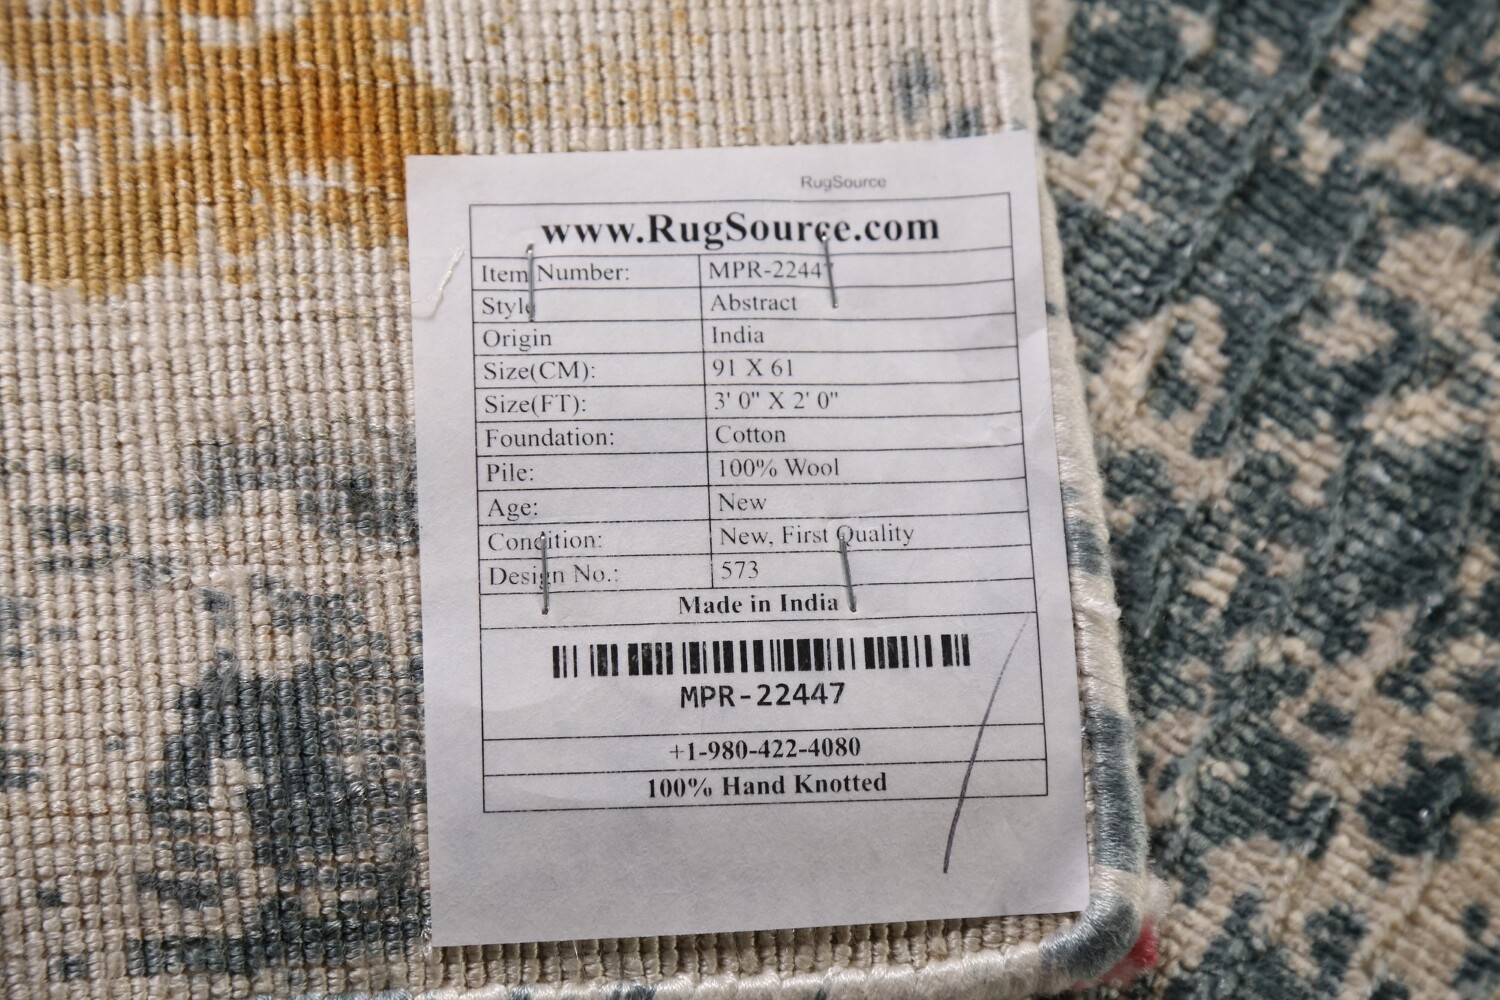 RugSource
www.RugSource.com
Item Number: MPR-22447
Style Abstract
Origin India
Size(CM): 91 X 61
Size(FT): 3' 0" X 2' 0"
Foundation: Cotton
Pile: 100% Wool
Age: New
Condition: New, First Quality
Design No.: 573
Made in India
MPR-22447
+1-980-422-4080
100% Hand Knotted